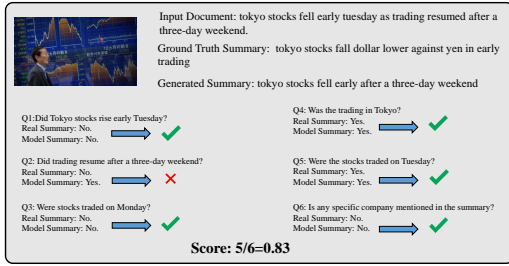 Input Document: tokyo stocks fell early tuesday as trading resumed after a
three-day weekend.
Ground Truth Summary: tokyo stocks fall dollar lower against yen in early
trading
Generated Summary: tokyo stocks fell early after a three-day weekend
Q1:Did Tokyo stocks rise early Tuesday?
Real Summary: No.
Model Summary: No.
Q2: Did trading resume after a three-day weekend?
Real Summary: No.
Model Summary: Yes.
Q3: Were stocks traded on Monday?
Real Summary: No.
Model Summary: No.
Q4: Was the trading in Tokyo?
Real Summary: Yes.
Model Summary: Yes.
Q5: Were the stocks traded on Tuesday?
Real Summary: Yes.
Model Summary: Yes.
Q6: Is any specific company mentioned in the summary?
Real Summary: No.
Model Summary: No.
Score: 5/6=0.83